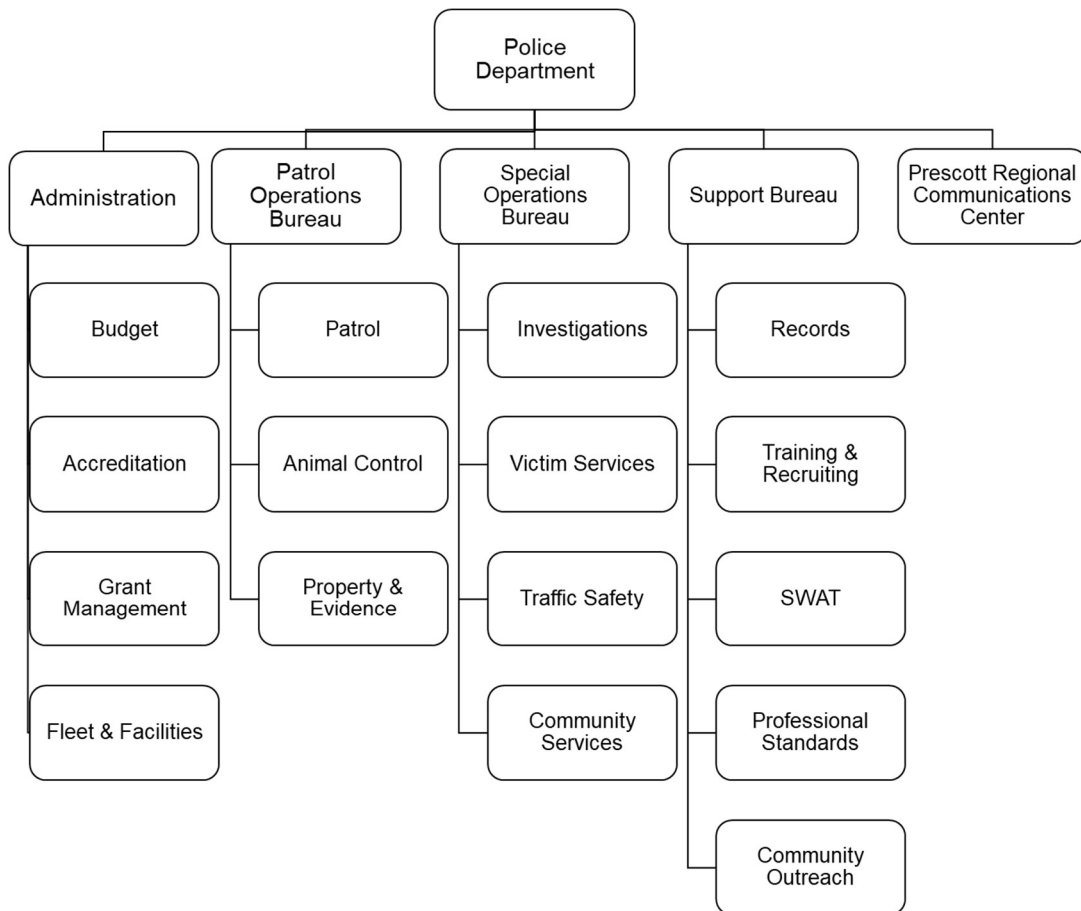 Police
Department
Administration
Patrol
Operations
Bureau
Special
Operations
Bureau
Support Bureau
Prescott Regional
Communications
Center
Budget
Accreditation
Grant
Management
Fleet & Facilities
Patrol
Animal Control
Property &
Evidence
Investigations
Victim Services
Traffic Safety
Community
Services
Records
Training &
Recruiting
SWAT
Professional
Standards
Community
Outreach